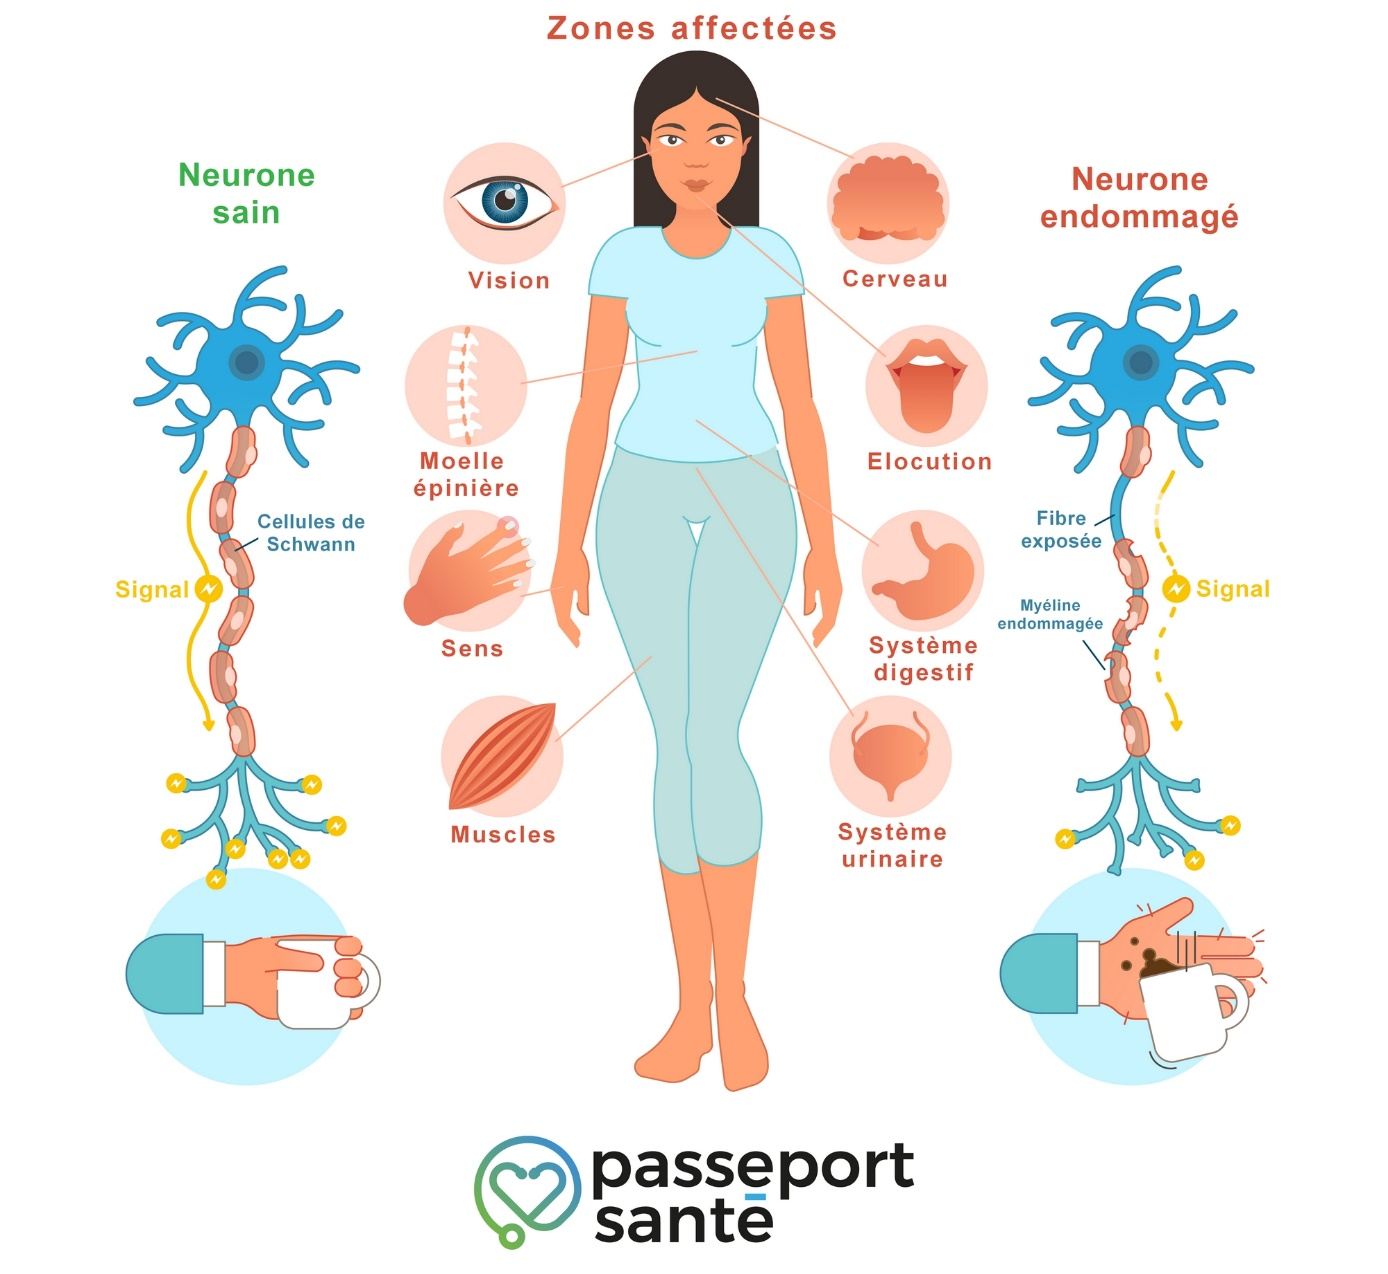 Zones affectées
Neurone
sain
Vision
Cerveau
Neurone
endommagé
Moelle
épinière
Elocution
Cellules de
Schwann
Signal
Sens
Système
digestif
Fibre
exposée
Myéline
endommagée
Signal
Muscles
Système
urinaire
passeport
santé